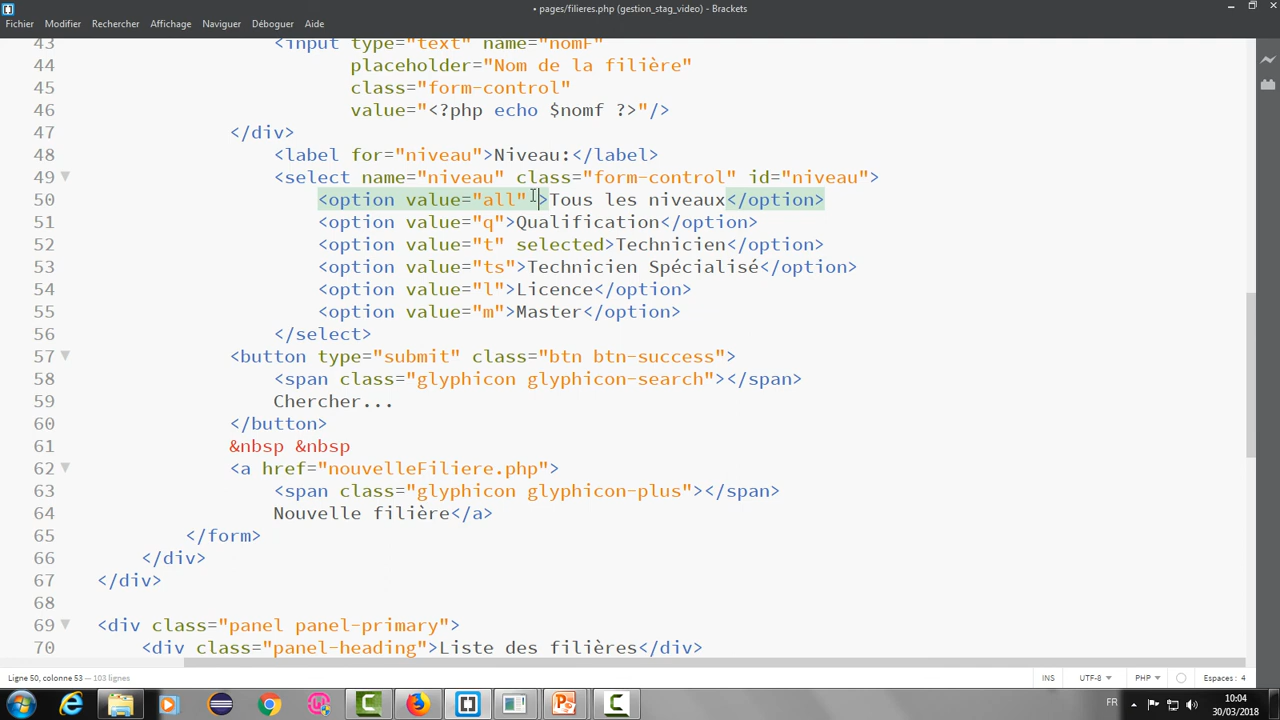 • pages/filieres.php (gestion_stag_video) - Brackets
Fichier Modifier Rechercher Affichage Naviguer Déboguer Aide
43 <input type="text" name="nomF"
44 placeholder="Nom de la filière"
45 class="form-control"
46 value="<?php echo $nomf ?>"/>
47 </div>
48 <label for="niveau">Niveau:</label>
49 <select name="niveau" class="form-control" id="niveau">
50 <option value="all" >Tous les niveaux</option>
51 <option value="q">Qualification</option>
52 <option value="t" selected>Technicien</option>
53 <option value="ts">Technicien Spécialisé</option>
54 <option value="l">Licence</option>
55 <option value="m">Master</option>
56 </select>
57 <button type="submit" class="btn btn-success">
58 <span class="glyphicon glyphicon-search"></span>
59 Chercher...
60 </button>
61 &nbsp &nbsp
62 <a href="nouvelleFiliere.php">
63 <span class="glyphicon glyphicon-plus"></span>
64 Nouvelle filière</a>
65 </form>
66 </div>
67 </div>
68
69 <div class="panel panel-primary">
70 <div class="panel-heading">Liste des filières</div>
Ligne 50, colonne 53 — 103 lignes INS UTF-8 PHP Espaces : 4
FR 10:04
30/03/2018